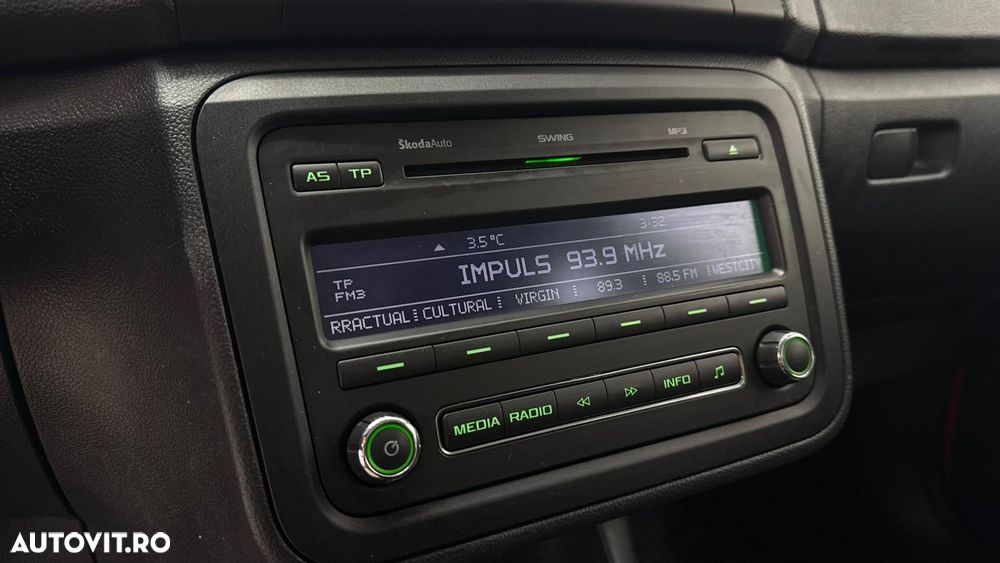 ŠkodaAuto SWING MP3
AS TP
3.5°C 3:32
IMPULS 93.9 MHz
TP
FM3
RRACTUAL CULTURAL VIRGIN 89.3 88.5 FM WESTCITY
MEDIA RADIO INFO
AUTOVIT.RO